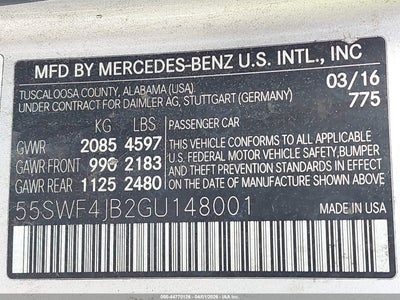 MFD BY MERCEDES-BENZ U.S. INTL., INC
TUSCALOOSA COUNTY, ALABAMA (USA) 03/16
UNDER CONTRACT FOR DAIMLER AG, STUTTGART (GERMANY) 775
KG LBS PASSENGER CAR
GVWR 2085 4597
GAWR FRONT 990 2183
GAWR REAR 1125 2480
THIS VEHICLE CONFORMS TO ALL APPLICABLE
U.S. FEDERAL MOTOR VEHICLE SAFETY, BUMPER
AND THEFT PREVENTION STANDARDS IN EFFECT
ON THE DATE OF MANUFACTURE SHOWN ABOVE.
55SWF4JB2GU148001